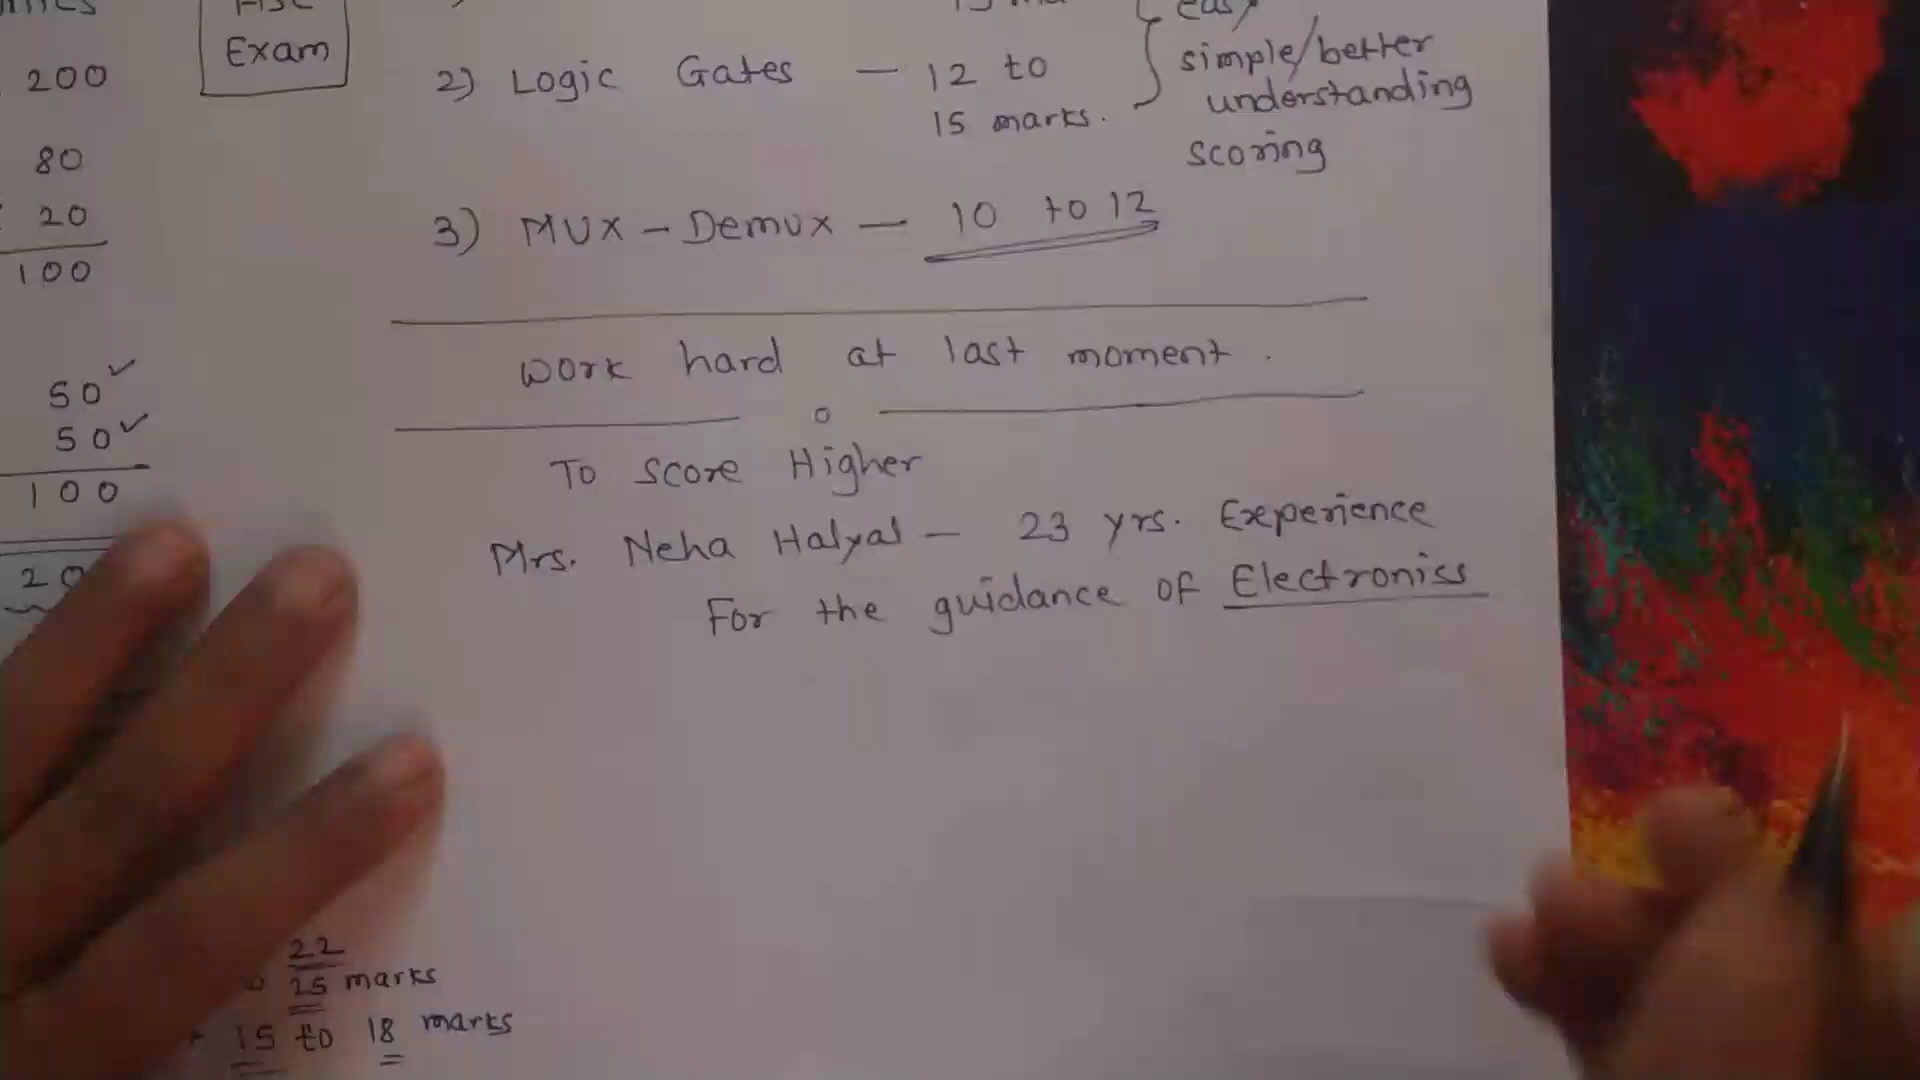 200
Exam
80
20
100
50
50
100
easy
2) Logic Gates — 12 to
15 marks.
simple/better
understanding
scoring
3) MUX - Demux — 10 to 12
Work hard at last moment.
To Score Higher
Mrs. Neha Halyal — 23 yrs. Experience
For the guidance of Electroniss
22
25 marks
15 to 18 marks